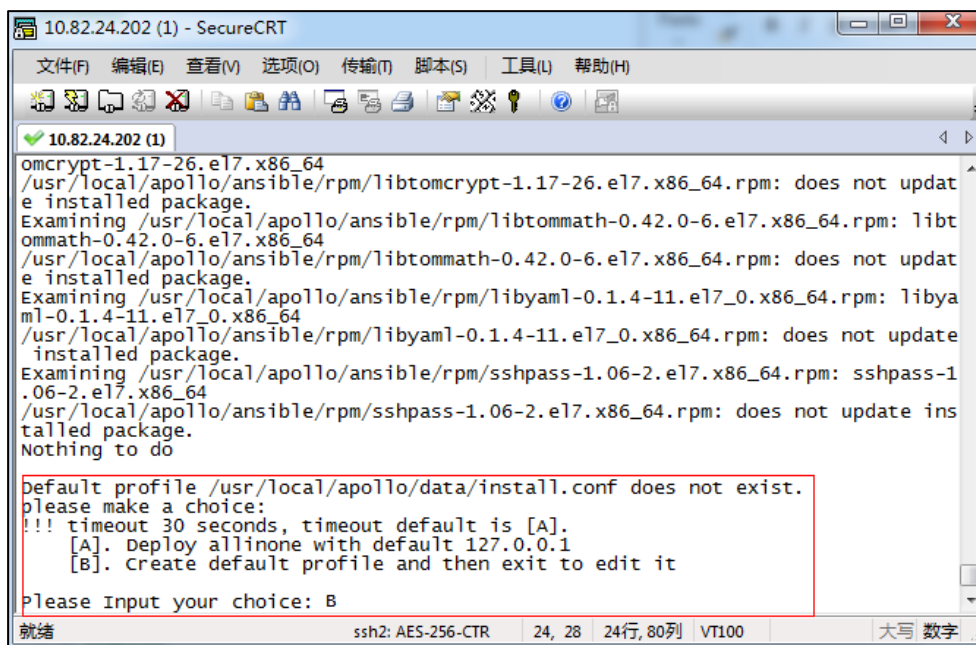 10.82.24.202 (1) - SecureCRT
文件(F) 编辑(E) 查看(V) 选项(O) 传输(T) 脚本(S) 工具(L) 帮助(H)
10.82.24.202 (1)
omcrypt-1.17-26.el7.x86_64
/usr/local/apollo/ansible/rpm/libtomcrypt-1.17-26.el7.x86_64.rpm: does not updat
e installed package.
Examining /usr/local/apollo/ansible/rpm/libtommath-0.42.0-6.el7.x86_64.rpm: libt
ommath-0.42.0-6.el7.x86_64
/usr/local/apollo/ansible/rpm/libtommath-0.42.0-6.el7.x86_64.rpm: does not updat
e installed package.
Examining /usr/local/apollo/ansible/rpm/libyaml-0.1.4-11.el7_0.x86_64.rpm: libya
ml-0.1.4-11.el7_0.x86_64
/usr/local/apollo/ansible/rpm/libyaml-0.1.4-11.el7_0.x86_64.rpm: does not update
 installed package.
Examining /usr/local/apollo/ansible/rpm/sshpass-1.06-2.el7.x86_64.rpm: sshpass-1
.06-2.el7.x86_64
/usr/local/apollo/ansible/rpm/sshpass-1.06-2.el7.x86_64.rpm: does not update ins
talled package.
Nothing to do
Default profile /usr/local/apollo/data/install.conf does not exist.
please make a choice:
!!! timeout 30 seconds, timeout default is [A].
    [A]. Deploy allinone with default 127.0.0.1
    [B]. Create default profile and then exit to edit it
Please Input your choice: B
就绪 ssh2: AES-256-CTR 24, 28 24行, 80列 VT100 大写 数字